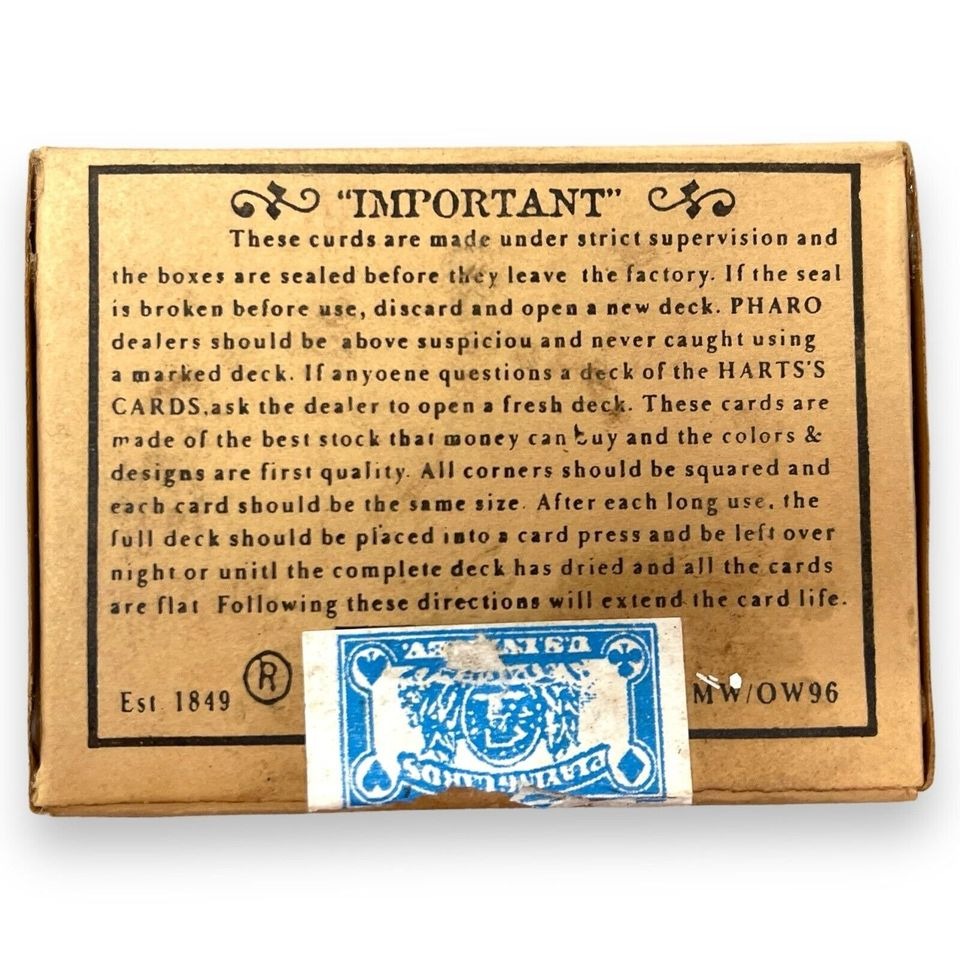 "IMPORTANT"
These curds are made under strict supervision and
the boxes are sealed before they leave the factory. If the seal
is broken before use, discard and open a new deck. PHARO
dealers should be above suspiciou and never caught using
a marked deck. If anyoene questions a deck of the HARTS'S
CARDS,ask the dealer to open a fresh deck. These cards are
made of the best stock that money can buy and the colors &
designs are first quality. All corners should be squared and
each card should be the same size. After each long use, the
full deck should be placed into a card press and be left over
night or unitl the complete deck has dried and all the cards
are flat Following these directions will extend the card life.
Est 1849 ® MW/OW96
PLAYING CARDS